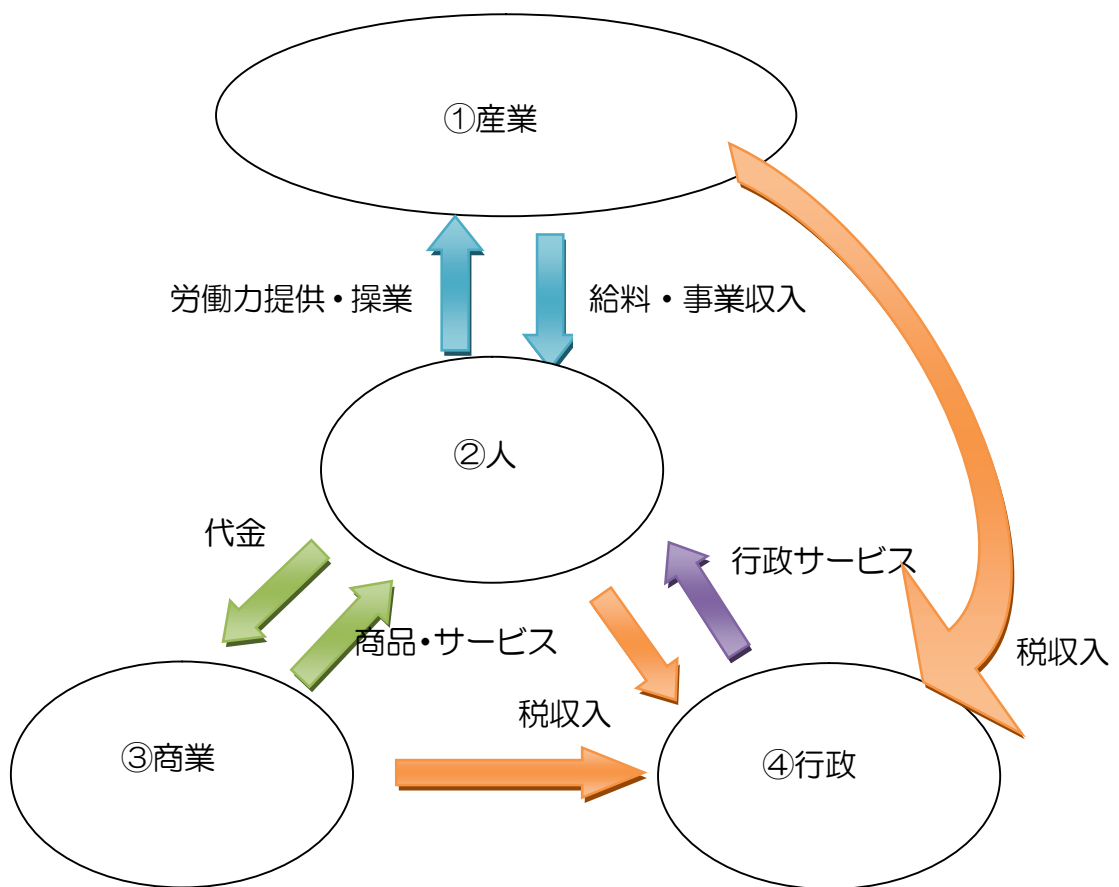 ①産業
労働力提供・操業
給料・事業収入
②人
代金
行政サービス
商品・サービス
税収入
税収入
③商業
④行政